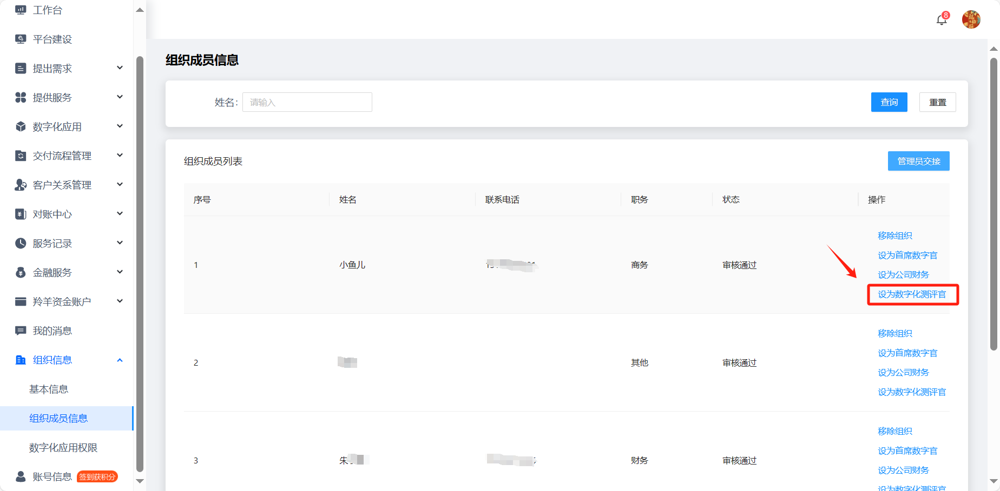 工作台
平台建设
提出需求
提供服务
数字化应用
交付流程管理
客户关系管理
对账中心
服务记录
金融服务
羚羊资金账户
我的消息
组织信息
基本信息
组织成员信息
数字化应用权限
账号信息 签到获积分
8
组织成员信息
姓名: 请输入 查询 重置
组织成员列表 管理员交接
序号 姓名 联系电话 职务 状态 操作
1 小鱼儿 商务 审核通过
移除组织
设为首席数字官
设为公司财务
设为数字化测评官
2 其他 审核通过
移除组织
设为首席数字官
设为公司财务
设为数字化测评官
3 朱 财务 审核通过
移除组织
设为首席数字官
设为公司财务
设为数字化测评官